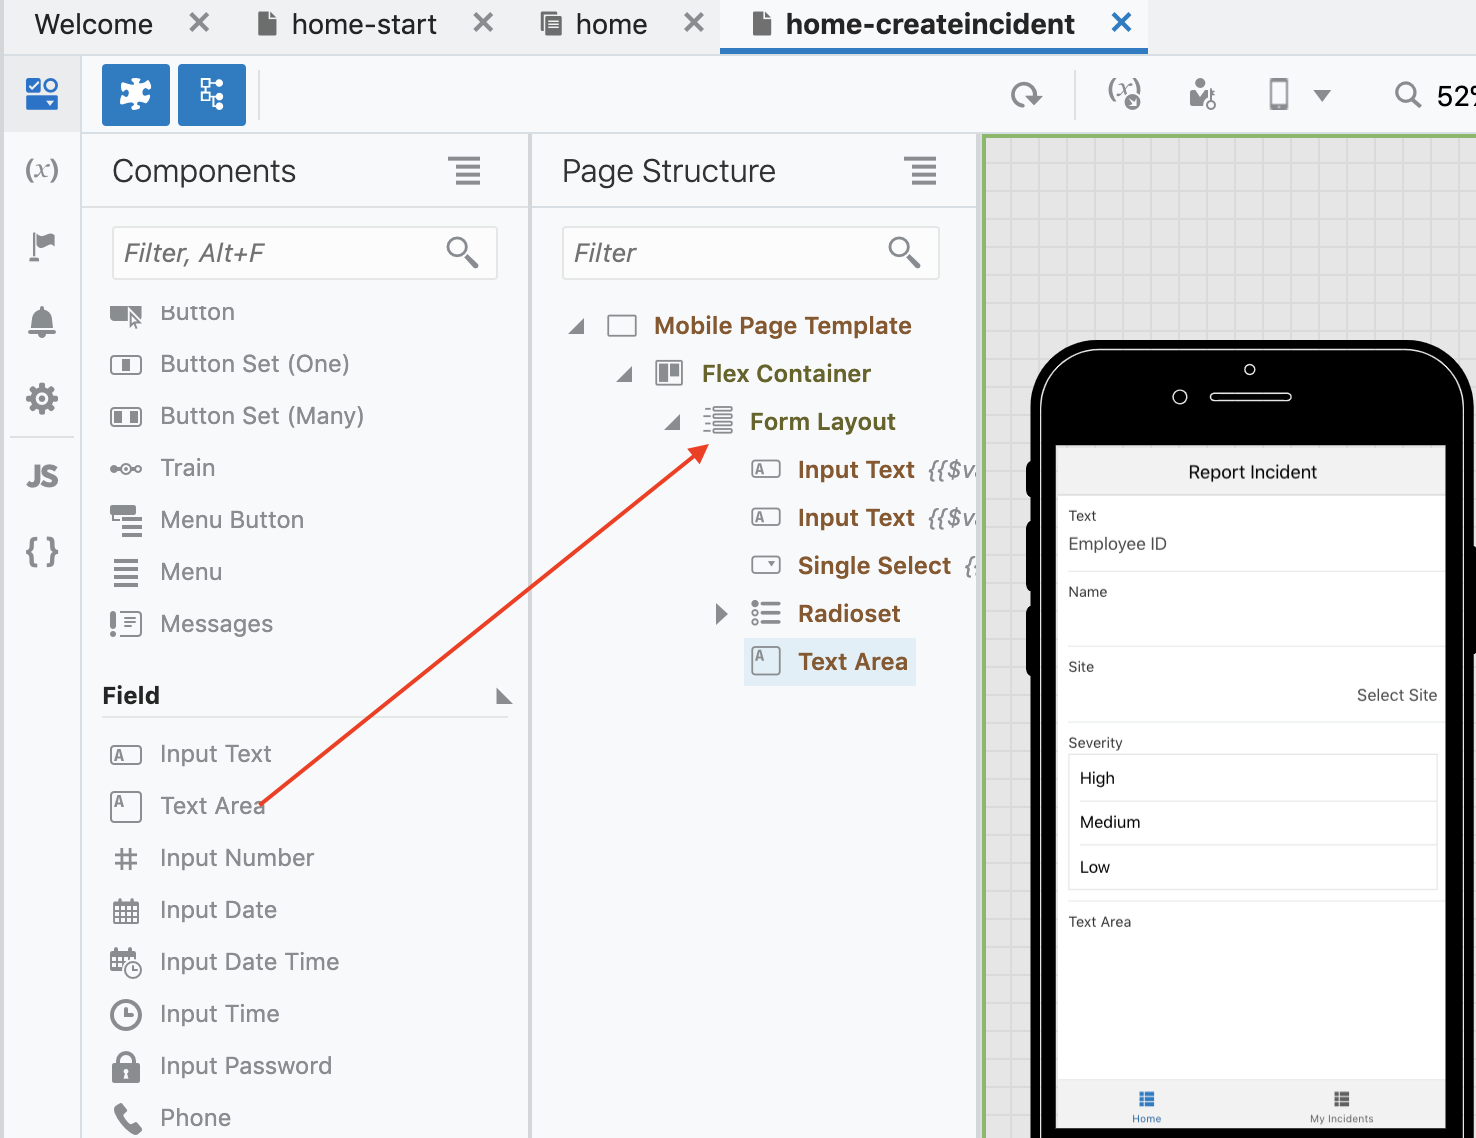 Welcome
home-start
home
home-createincident
52%
(x)
JS
{ }
Components
Filter, Alt+F
Button
Button Set (One)
Button Set (Many)
Train
Menu Button
Menu
Messages
Field
Input Text
Text Area
Input Number
Input Date
Input Date Time
Input Time
Input Password
Phone
Page Structure
Filter
Mobile Page Template
Flex Container
Form Layout
Input Text {{$va
Input Text {{$va
Single Select {{
Radioset
Text Area
Report Incident
Text
Employee ID
Name
Site
Select Site
Severity
High
Medium
Low
Text Area
Home
My Incidents